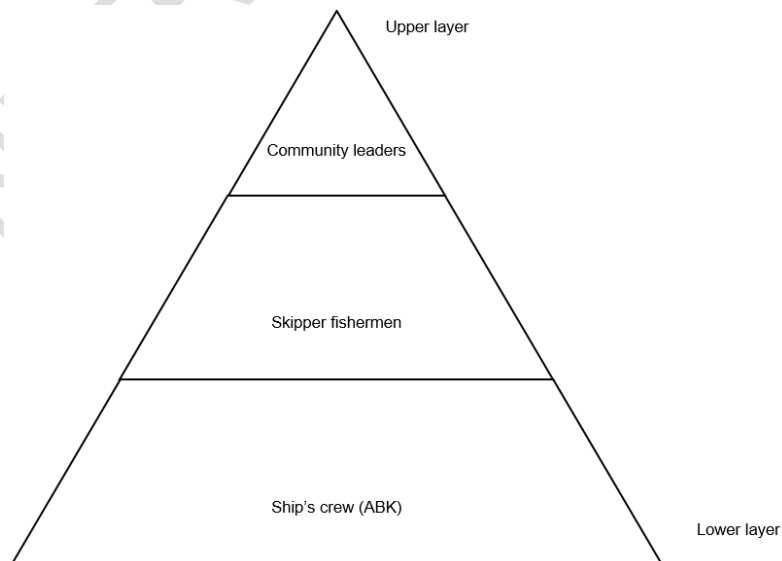 Upper layer
Community leaders
Skipper fishermen
Ship's crew (ABK)
Lower layer